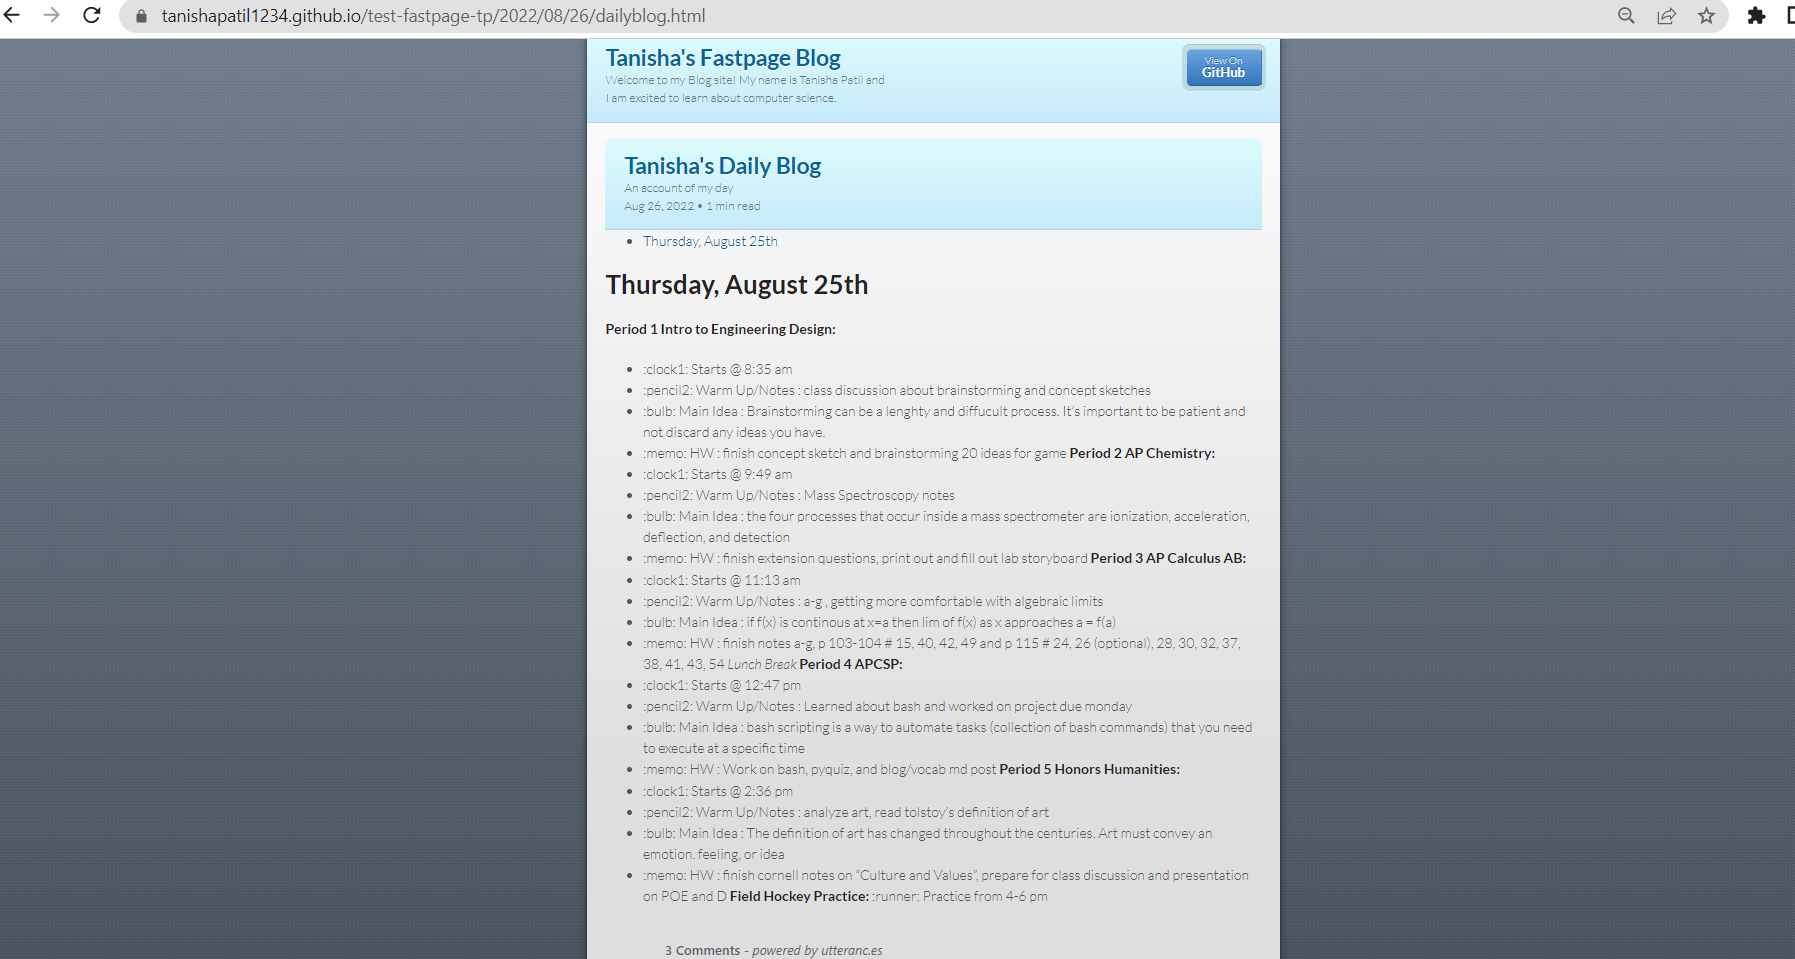 tanishapatil1234.github.io/test-fastpage-tp/2022/08/26/dailyblog.html
Tanisha's Fastpage Blog
Welcome to my Blog site! My name is Tanisha Patil and
I am excited to learn about computer science.
View On
GitHub
Tanisha's Daily Blog
An account of my day
Aug 26, 2022 • 1 min read
• Thursday, August 25th
Thursday, August 25th
Period 1 Intro to Engineering Design:
• :clock1: Starts @ 8:35 am
• :pencil2: Warm Up/Notes : class discussion about brainstorming and concept sketches
• :bulb: Main Idea : Brainstorming can be a lenghty and diffucult process. It’s important to be patient and
not discard any ideas you have.
• :memo: HW : finish concept sketch and brainstorming 20 ideas for game Period 2 AP Chemistry:
• :clock1: Starts @ 9:49 am
• :pencil2: Warm Up/Notes : Mass Spectroscopy notes
• :bulb: Main Idea : the four processes that occur inside a mass spectrometer are ionization, acceleration,
deflection, and detection
• :memo: HW : finish extension questions, print out and fill out lab storyboard Period 3 AP Calculus AB:
• :clock1: Starts @ 11:13 am
• :pencil2: Warm Up/Notes : a-g , getting more comfortable with algebraic limits
• :bulb: Main Idea : if f(x) is continous at x=a then lim of f(x) as x approaches a = f(a)
• :memo: HW : finish notes a-g, p 103-104 # 15, 40, 42, 49 and p 115 # 24, 26 (optional), 28, 30, 32, 37,
38, 41, 43, 54 Lunch Break Period 4 APCSP:
• :clock1: Starts @ 12:47 pm
• :pencil2: Warm Up/Notes : Learned about bash and worked on project due monday
• :bulb: Main Idea : bash scripting is a way to automate tasks (collection of bash commands) that you need
to execute at a specific time
• :memo: HW : Work on bash, pyquiz, and blog/vocab md post Period 5 Honors Humanities:
• :clock1: Starts @ 2:36 pm
• :pencil2: Warm Up/Notes : analyze art, read tolstoy’s definition of art
• :bulb: Main Idea : The definition of art has changed throughout the centuries. Art must convey an
emotion, feeling, or idea
• :memo: HW : finish cornell notes on “Culture and Values”, prepare for class discussion and presentation
on POE and D Field Hockey Practice: :runner: Practice from 4-6 pm
3 Comments - powered by utteranc.es